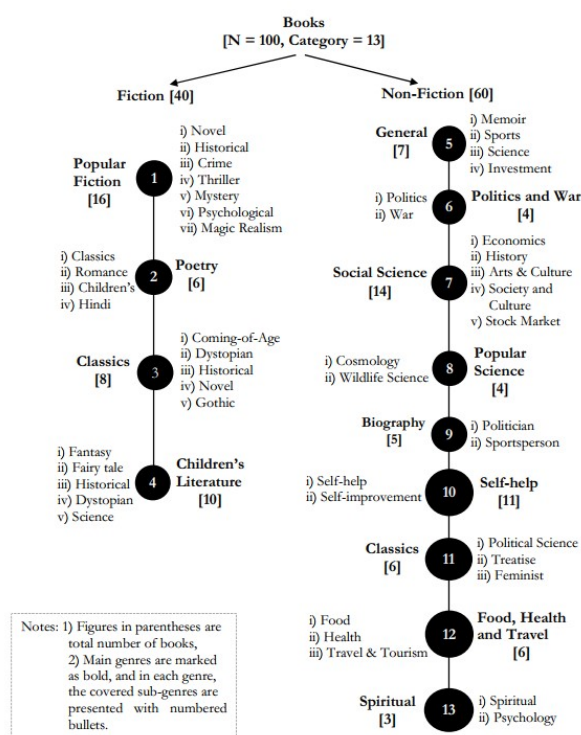 Books
[N = 100, Category = 13]
Fiction [40]
Popular
Fiction
[16]
1
i) Novel
ii) Historical
iii) Crime
iv) Thriller
v) Mystery
vi) Psychological
vii) Magic Realism
i) Classics
ii) Romance
iii) Children's
iv) Hindi
2
Poetry
[6]
Classics
[8]
3
i) Coming-of-Age
ii) Dystopian
iii) Historical
iv) Novel
v) Gothic
i) Fantasy
ii) Fairy tale
iii) Historical
iv) Dystopian
v) Science
4
Children's
Literature
[10]
Non-Fiction [60]
General
[7]
5
i) Memoir
ii) Sports
iii) Science
iv) Investment
i) Politics
ii) War
6
Politics and War
[4]
Social Science
[14]
7
i) Economics
ii) History
iii) Arts & Culture
iv) Society and
Culture
v) Stock Market
i) Cosmology
ii) Wildlife Science
8
Popular
Science
[4]
Biography
[5]
9
i) Politician
ii) Sportsperson
i) Self-help
ii) Self-improvement
10
Self-help
[11]
Classics
[6]
11
i) Political Science
ii) Treatise
iii) Feminist
i) Food
ii) Health
iii) Travel & Tourism
12
Food, Health
and Travel
[6]
Spiritual
[3]
13
i) Spiritual
ii) Psychology
Notes: 1) Figures in parentheses are
total number of books,
2) Main genres are marked
as bold, and in each genre,
the covered sub-genres are
presented with numbered
bullets.